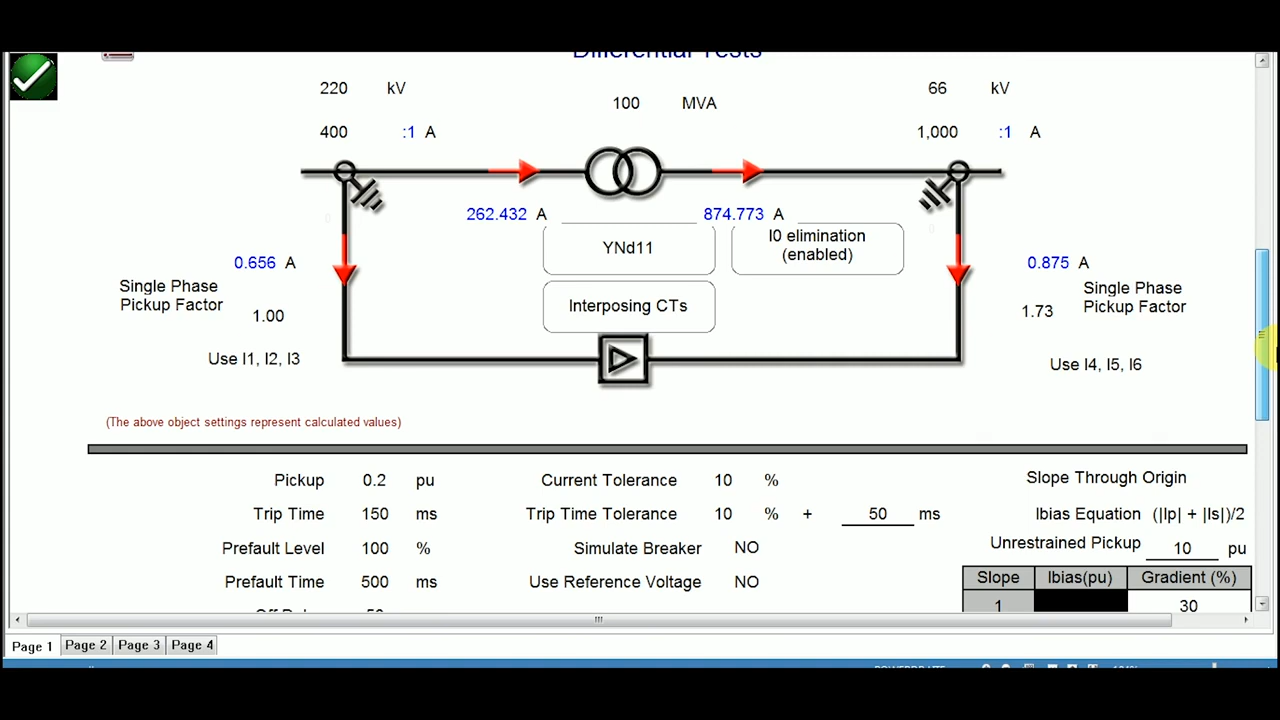 Differential Tests
220 kV
100 MVA
66 kV
400 :1 A
1,000 :1 A
262.432 A
874.773 A
YNd11
I0 elimination
(enabled)
0.656 A
0.875 A
Single Phase
Pickup Factor
1.00
Interposing CTs
1.73
Single Phase
Pickup Factor
Use I1, I2, I3
Use I4, I5, I6
(The above object settings represent calculated values)
Pickup 0.2 pu
Current Tolerance 10 %
Slope Through Origin
Trip Time 150 ms
Trip Time Tolerance 10 % + 50 ms
Ibias Equation (|Ip| + |Is|)/2
Prefault Level 100 %
Simulate Breaker NO
Unrestrained Pickup 10 pu
Prefault Time 500 ms
Use Reference Voltage NO
Slope Ibias(pu) Gradient (%)
1 30
Page 1 Page 2 Page 3 Page 4